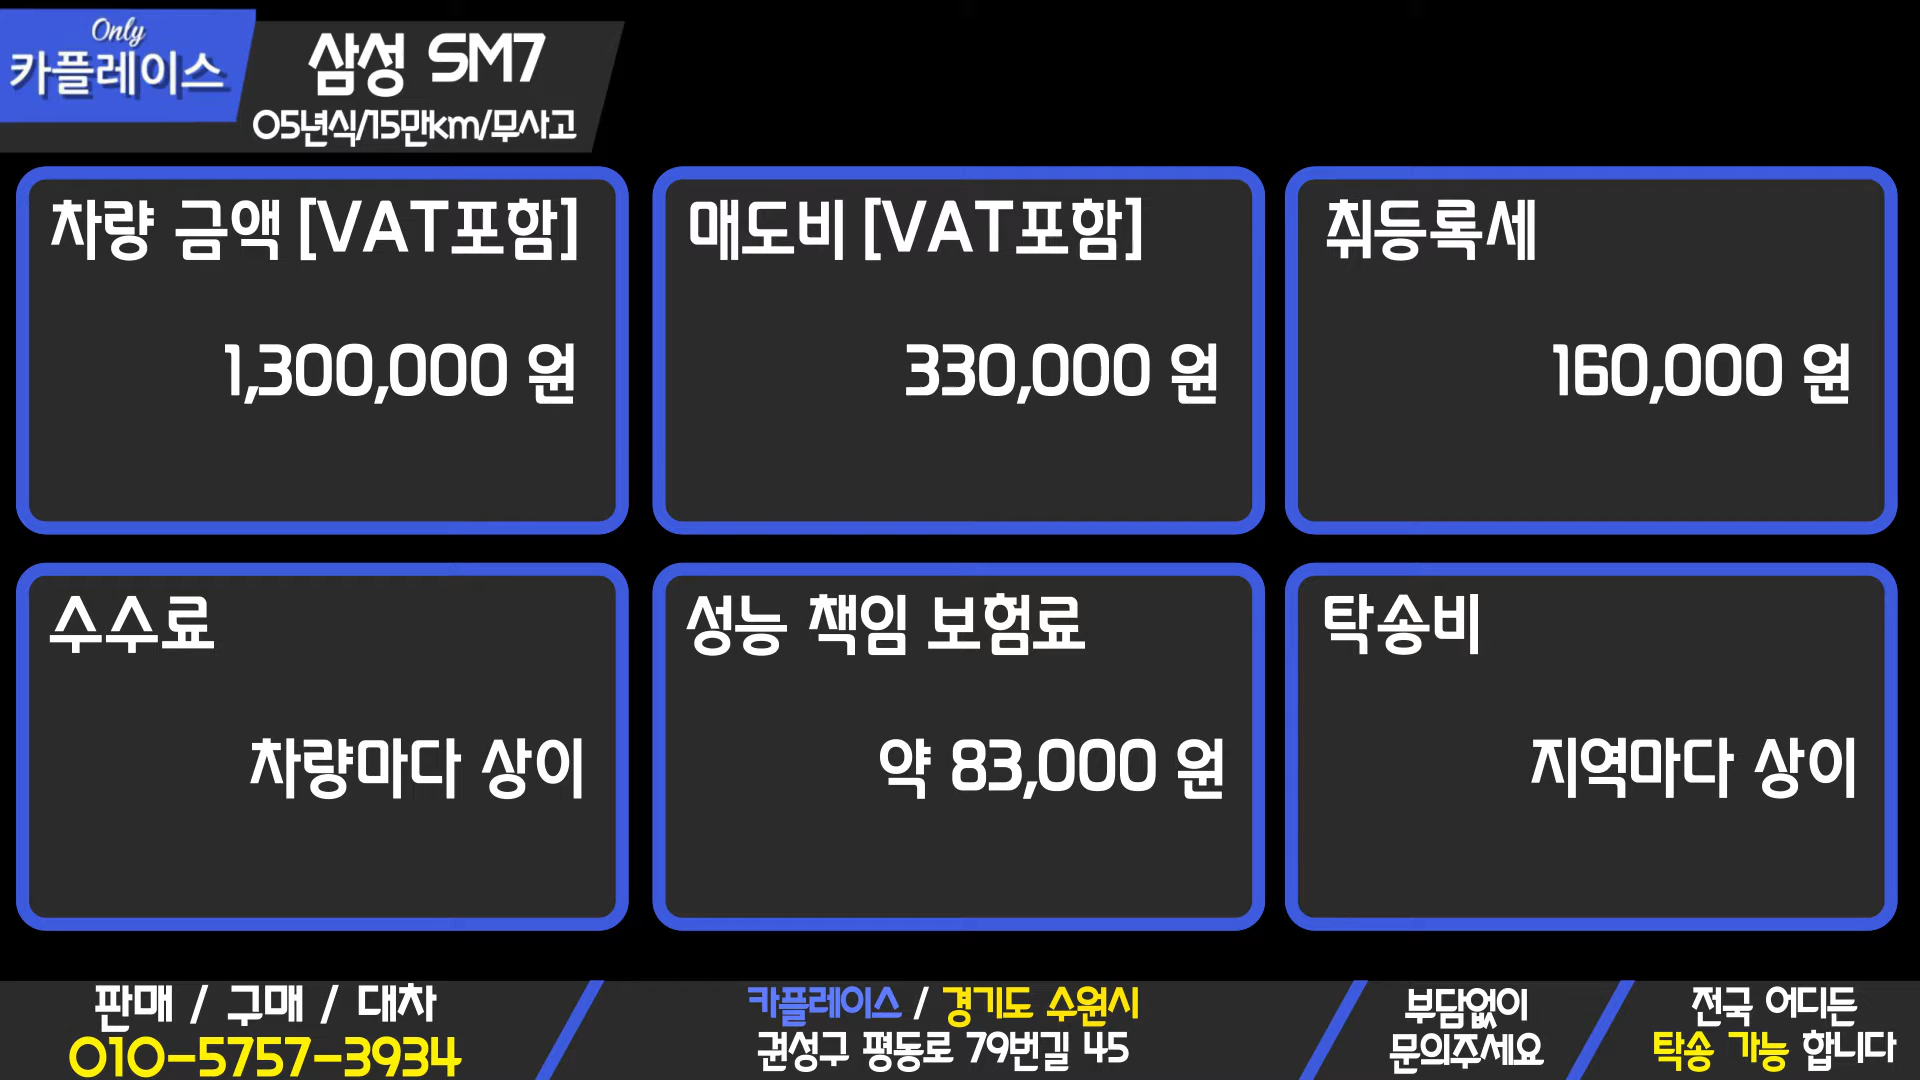 Only
카플레이스
삼성 SM7
05년식/15만km/무사고
차량 금액 [VAT포함]
1,300,000 원
매도비 [VAT포함]
330,000 원
취등록세
160,000 원
수수료
차량마다 상이
성능 책임 보험료
약 83,000 원
탁송비
지역마다 상이
판매 / 구매 / 대차
010-5757-3934
카플레이스 / 경기도 수원시
권성구 평동로 79번길 45
부담없이
문의주세요
전국 어디든
탁송 가능 합니다